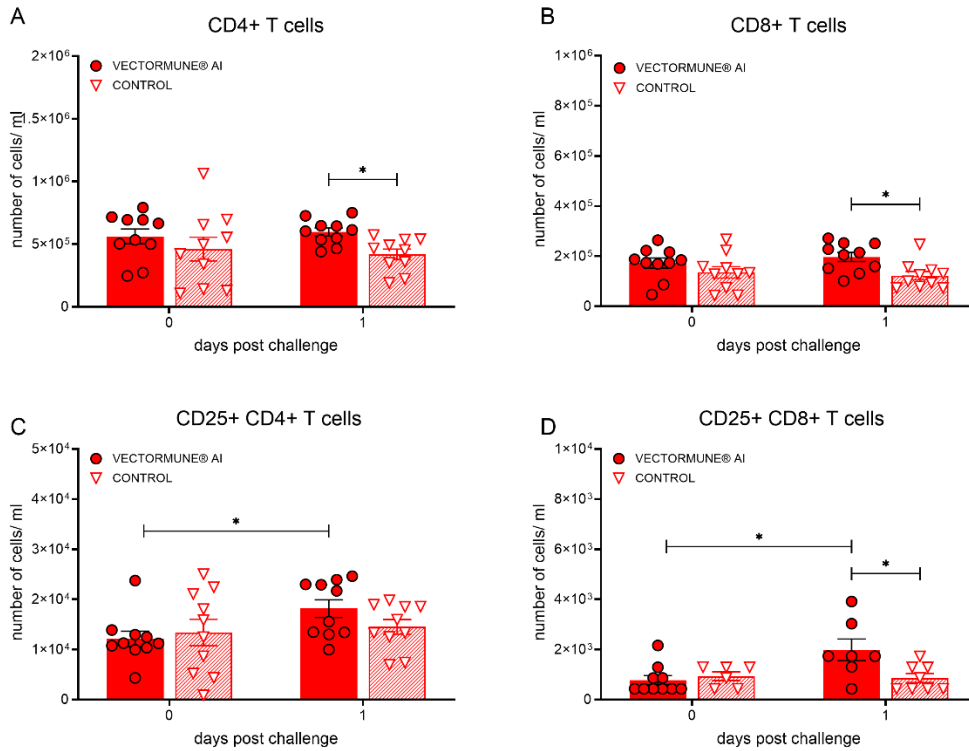 A
CD4+ T cells
number of cells/ ml
2×10⁶
1.5×10⁶
1×10⁶
5×10⁵
0
VECTORMUNE® AI
CONTROL
*
0
1
days post challenge
B
CD8+ T cells
number of cells/ ml
1×10⁶
8×10⁵
6×10⁵
4×10⁵
2×10⁵
0
VECTORMUNE® AI
CONTROL
*
0
1
days post challenge
C
CD25+ CD4+ T cells
number of cells/ ml
5×10⁴
4×10⁴
3×10⁴
2×10⁴
1×10⁴
0
VECTORMUNE® AI
CONTROL
*
0
1
days post challenge
D
CD25+ CD8+ T cells
number of cells/ ml
1×10⁴
8×10³
6×10³
4×10³
2×10³
0
VECTORMUNE® AI
CONTROL
*
*
0
1
days post challenge